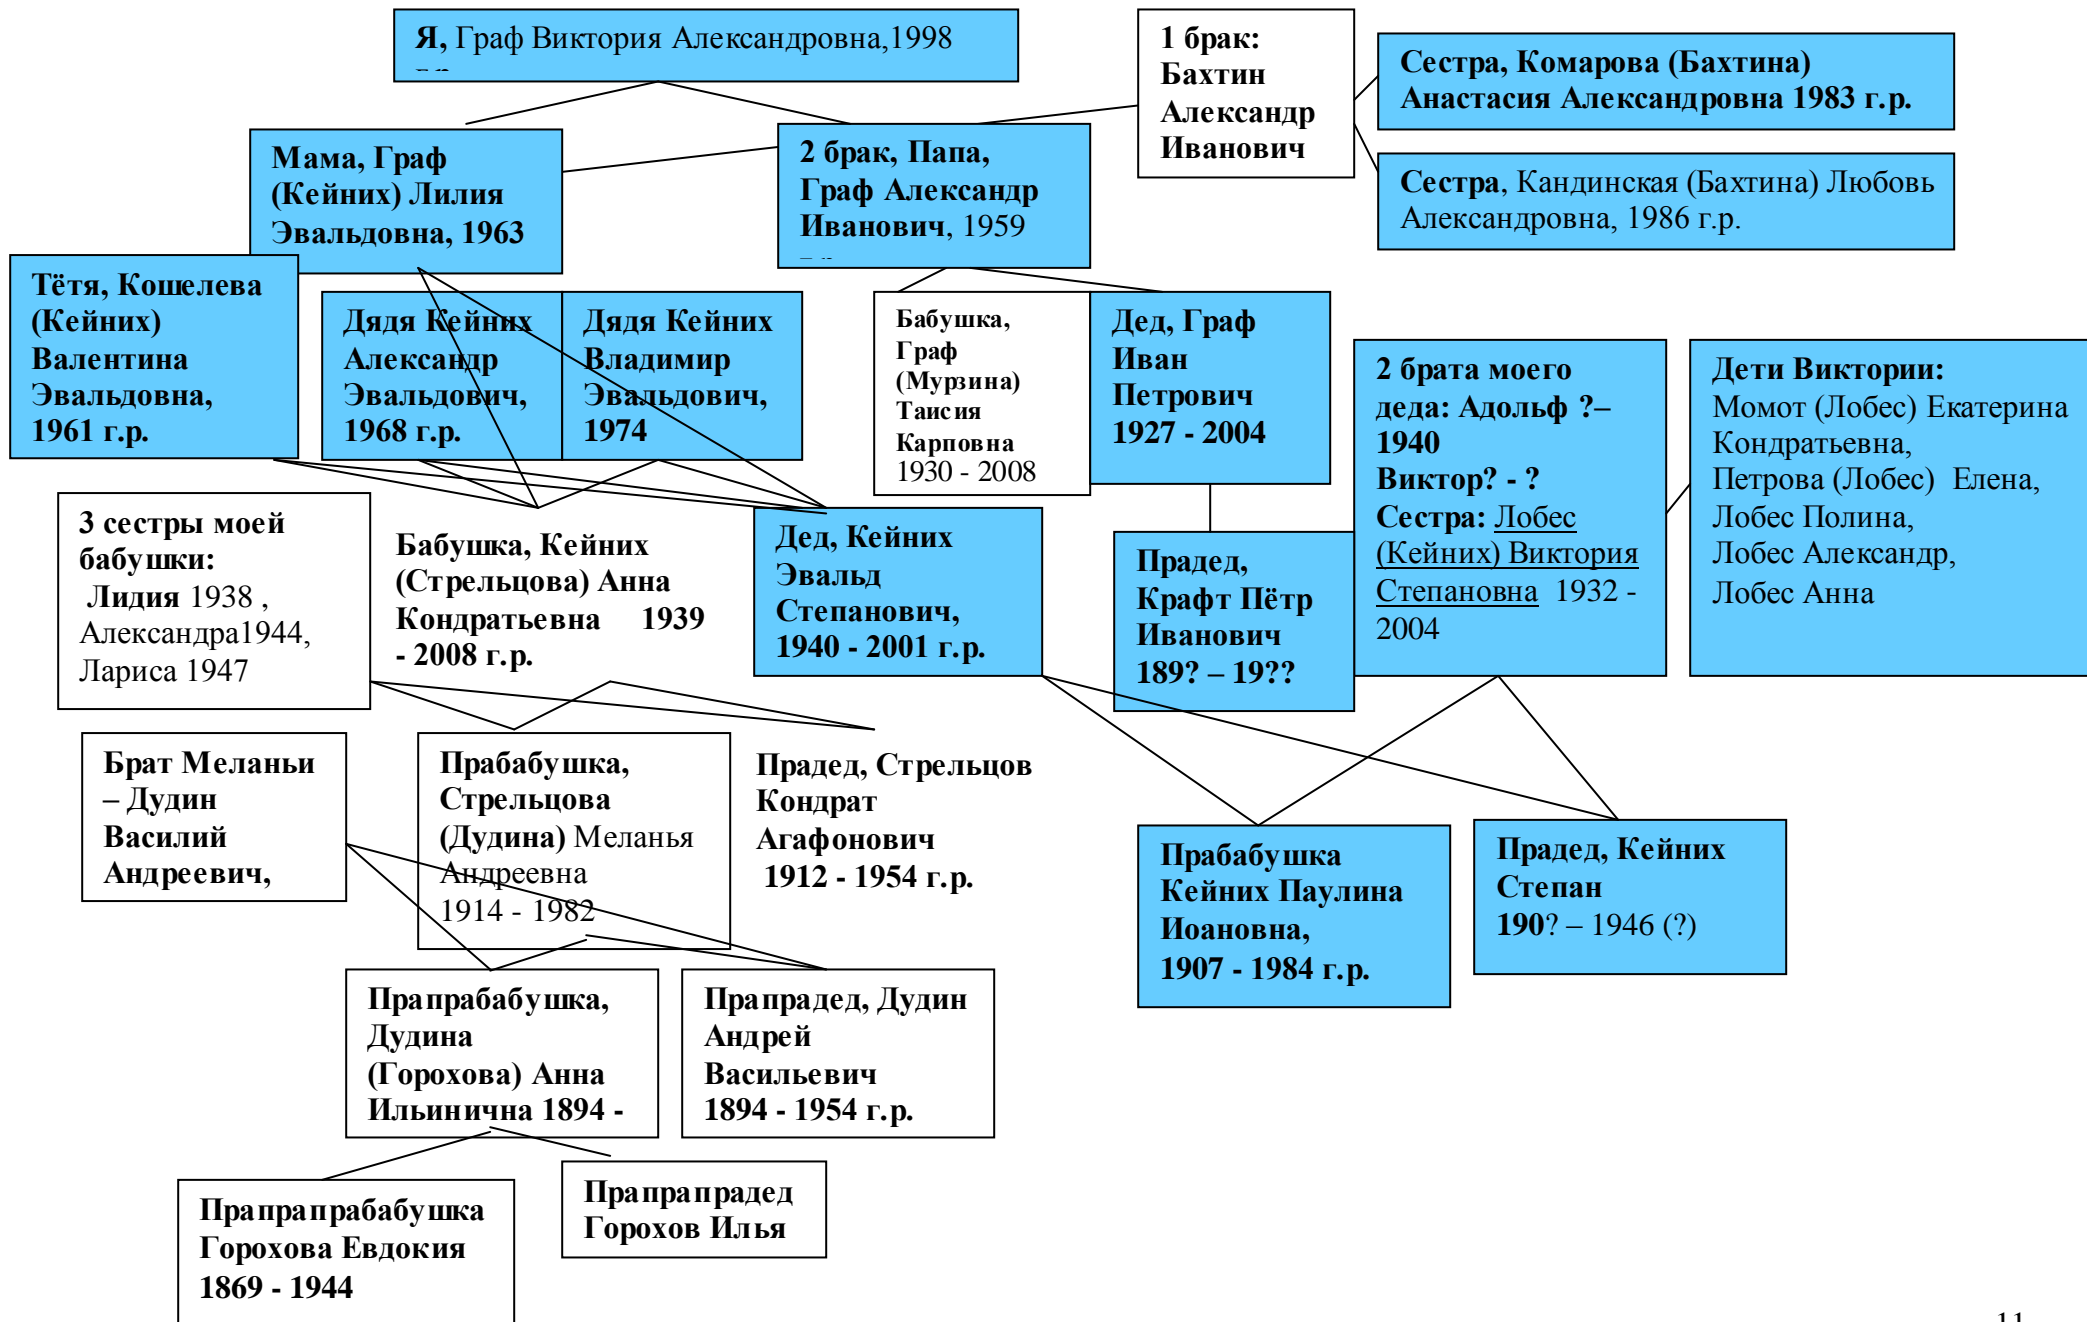 Я, Граф Виктория Александровна,1998
1 брак:
Бахтин
Александр
Иванович
Сестра, Комарова (Бахтина)
Анастасия Александровна 1983 г.р.
Сестра, Кандинская (Бахтина) Любовь
Александровна, 1986 г.р.
Мама, Граф
(Кейних) Лилия
Эвальдовна, 1963
2 брак, Папа,
Граф Александр
Иванович, 1959
Тётя, Кошелева
(Кейних)
Валентина
Эвальдовна,
1961 г.р.
Дядя Кейних
Александр
Эвальдович,
1968 г.р.
Дядя Кейних
Владимир
Эвальдович,
1974
Бабушка,
Граф
(Мурзина)
Таисия
Карповна
1930 - 2008
Дед, Граф
Иван
Петрович
1927 - 2004
2 брата моего
деда: Адольф ?–
1940
Виктор? - ?
Сестра: Лобес
(Кейних) Виктория
Степановна 1932 -
2004
Дети Виктории:
Момот (Лобес) Екатерина
Кондратьевна,
Петрова (Лобес) Елена,
Лобес Полина,
Лобес Александр,
Лобес Анна
3 сестры моей
бабушки:
Лидия 1938 ,
Александра1944,
Лариса 1947
Бабушка, Кейних
(Стрельцова) Анна
Кондратьевна 1939
- 2008 г.р.
Дед, Кейних
Эвальд
Степанович,
1940 - 2001 г.р.
Прадед,
Крафт Пётр
Иванович
189? – 19??
Брат Меланьи
– Дудин
Василий
Андреевич,
Прабабушка,
Стрельцова
(Дудина) Меланья
Андреевна
1914 - 1982
Прадед, Стрельцов
Кондрат
Агафонович
1912 - 1954 г.р.
Прабабушка
Кейних Паулина
Иоановна,
1907 - 1984 г.р.
Прадед, Кейних
Степан
190? – 1946 (?)
Прапрабабушка,
Дудина
(Горохова) Анна
Ильинична 1894 -
Прапрадед, Дудин
Андрей
Васильевич
1894 - 1954 г.р.
Прапрапрабабушка
Горохова Евдокия
1869 - 1944
Прапрапрадед
Горохов Илья
11